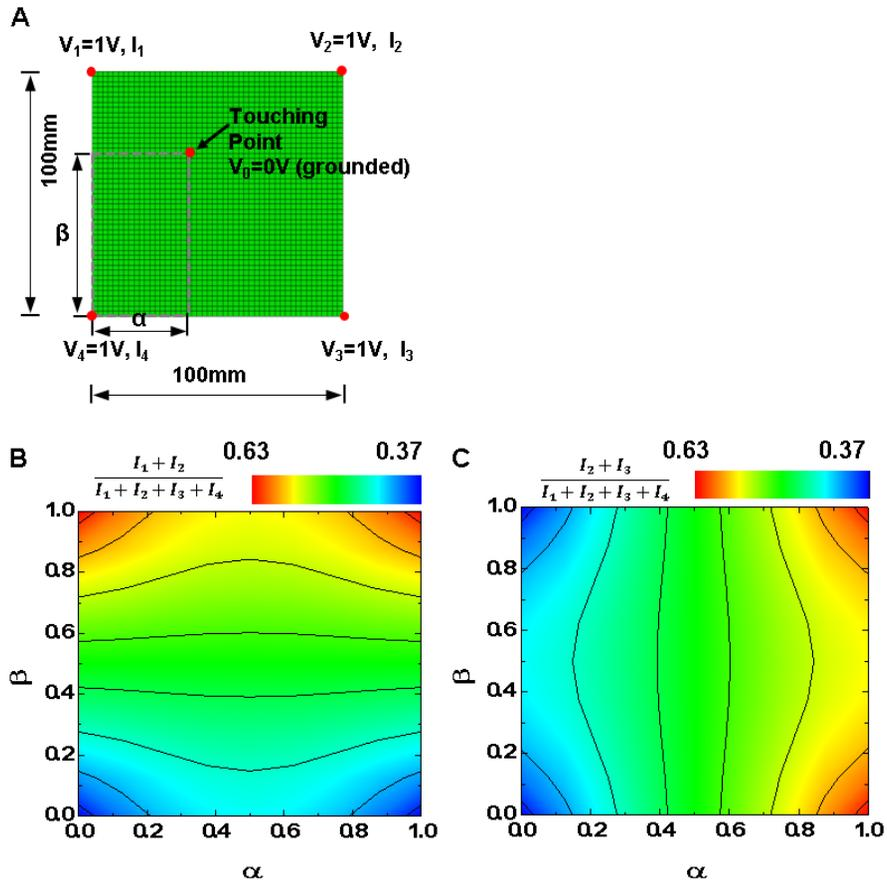 A
V₁=1V, I₁
V₂=1V, I₂
Touching
Point
V₀=0V (grounded)
100mm
β
α
V₄=1V, I₄
V₃=1V, I₃
100mm
B
I₁ + I₂
I₁ + I₂ + I₃ + I₄
0.63
0.37
1.0
0.8
0.6
0.4
0.2
0.0
β
0.0 0.2 0.4 0.6 0.8 1.0
α
C
I₂ + I₃
I₁ + I₂ + I₃ + I₄
0.63
0.37
1.0
0.8
0.6
0.4
0.2
0.0
β
0.0 0.2 0.4 0.6 0.8 1.0
α